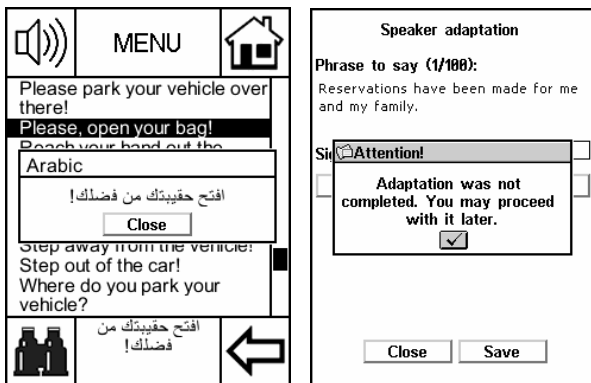 MENU
Please park your vehicle over
there!
Please, open your bag!
Reach your hand out the
Arabic
افتح حقيبتك من فضلك!
Close
Step away from the vehicle!
Step out of the car!
Where do you park your
vehicle?
افتح حقيبتك من
فضلك!
Speaker adaptation
Phrase to say (1/100):
Reservations have been made for me
and my family.
Attention!
Adaptation was not
completed. You may proceed
with it later.
Close Save